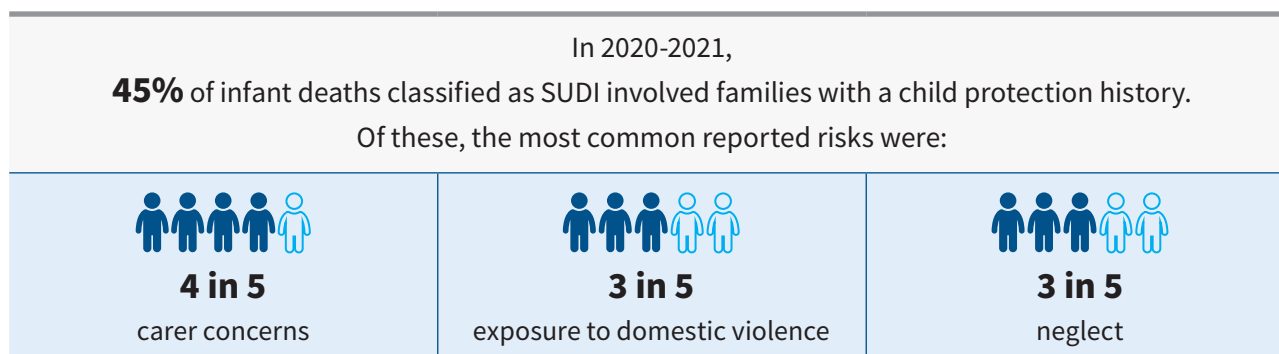 In 2020-2021,
45% of infant deaths classified as SUDI involved families with a child protection history.
Of these, the most common reported risks were:
4 in 5
carer concerns
3 in 5
exposure to domestic violence
3 in 5
neglect